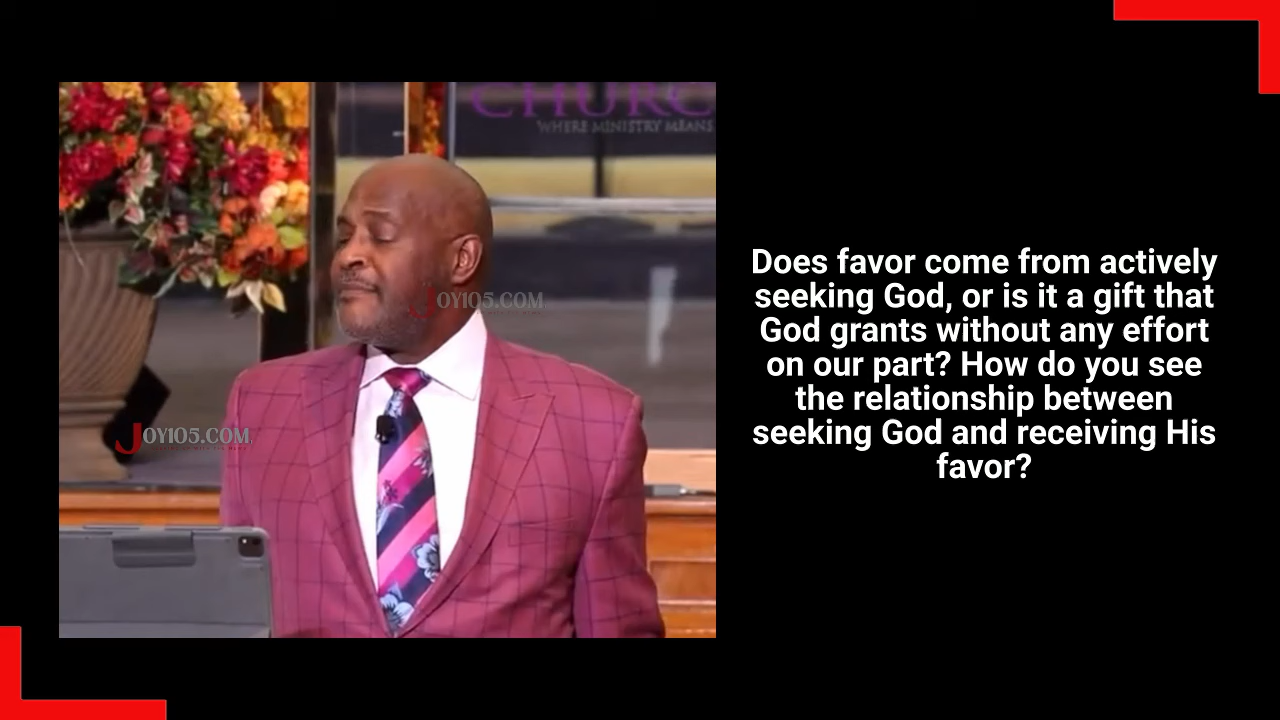 CHURC
WHERE MINISTRY MEANS
JOY105.COM
JOY105.COM
Does favor come from actively
seeking God, or is it a gift that
God grants without any effort
on our part? How do you see
the relationship between
seeking God and receiving His
favor?